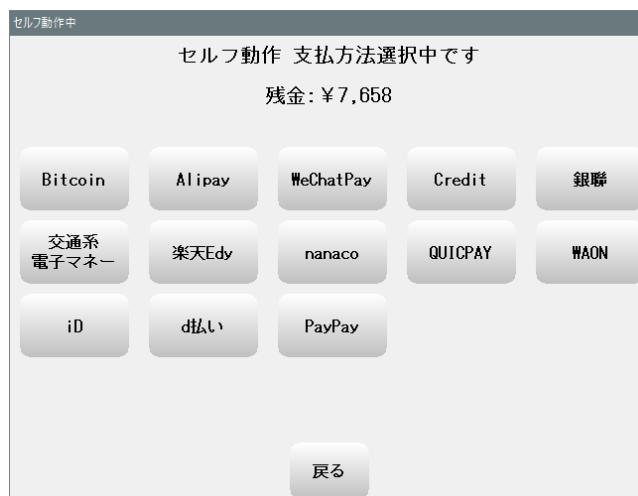 セルフ動作中
セルフ動作 支払方法選択中です
残金:￥7,658
Bitcoin
Alipay
WeChatPay
Credit
銀聯
交通系
電子マネー
楽天Edy
nanaco
QUICPAY
WAON
iD
d払い
PayPay
戻る